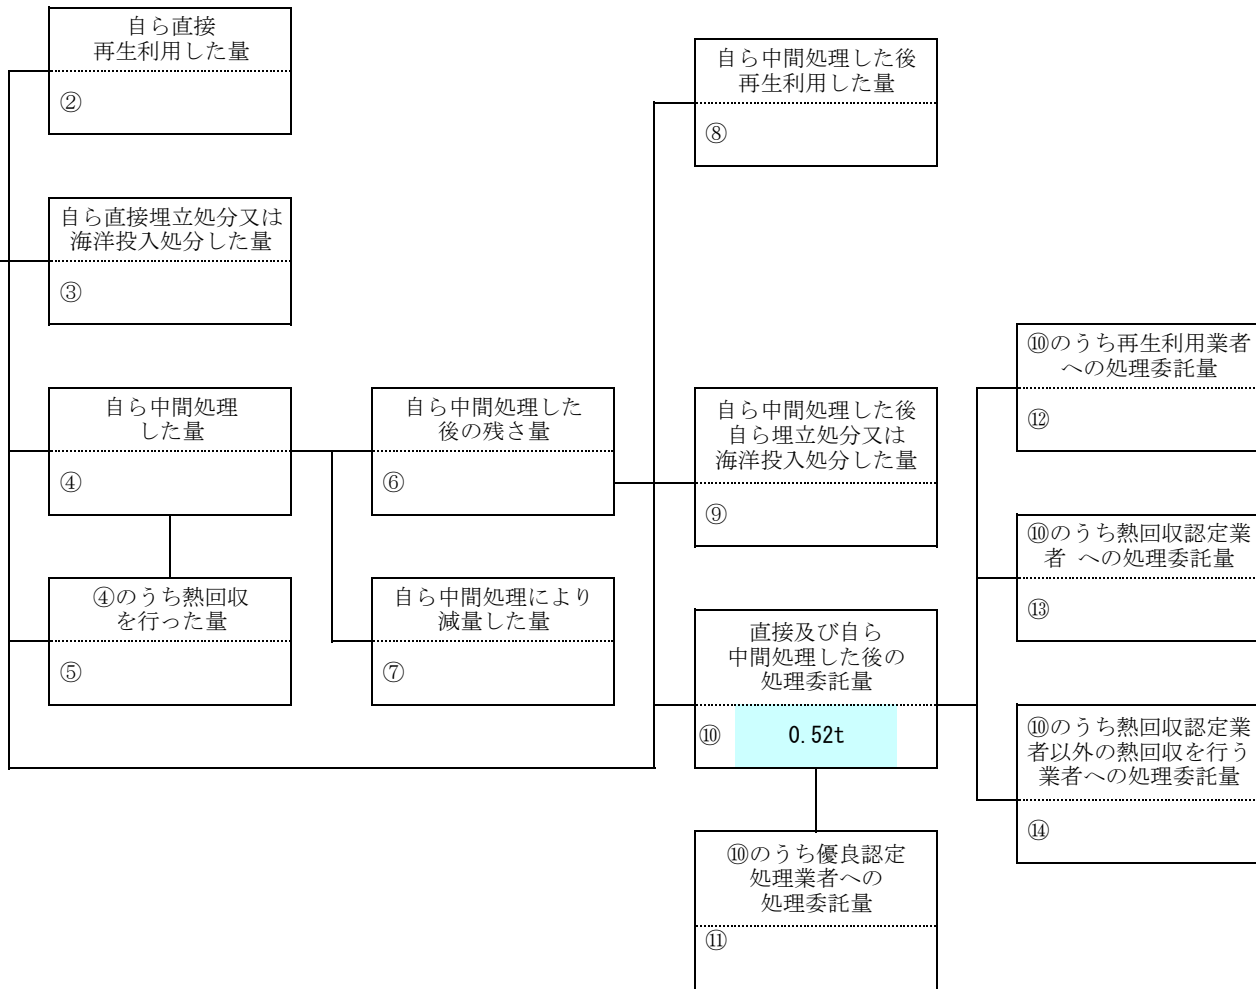 自ら直接
再生利用した量
②
自ら直接埋立処分又は
海洋投入処分した量
③
自ら中間処理
した量
④
④のうち熱回収
を行った量
⑤
自ら中間処理した
後の残さ量
⑥
自ら中間処理により
減量した量
⑦
自ら中間処理した後
再生利用した量
⑧
自ら中間処理した後
自ら埋立処分又は
海洋投入処分した量
⑨
直接及び自ら
中間処理した後の
処理委託量
⑩ 0.52t
⑩のうち優良認定
処理業者への
処理委託量
⑪
⑩のうち再生利用業者
への処理委託量
⑫
⑩のうち熱回収認定業
者 への処理委託量
⑬
⑩のうち熱回収認定業
者以外の熱回収を行う
業者への処理委託量
⑭